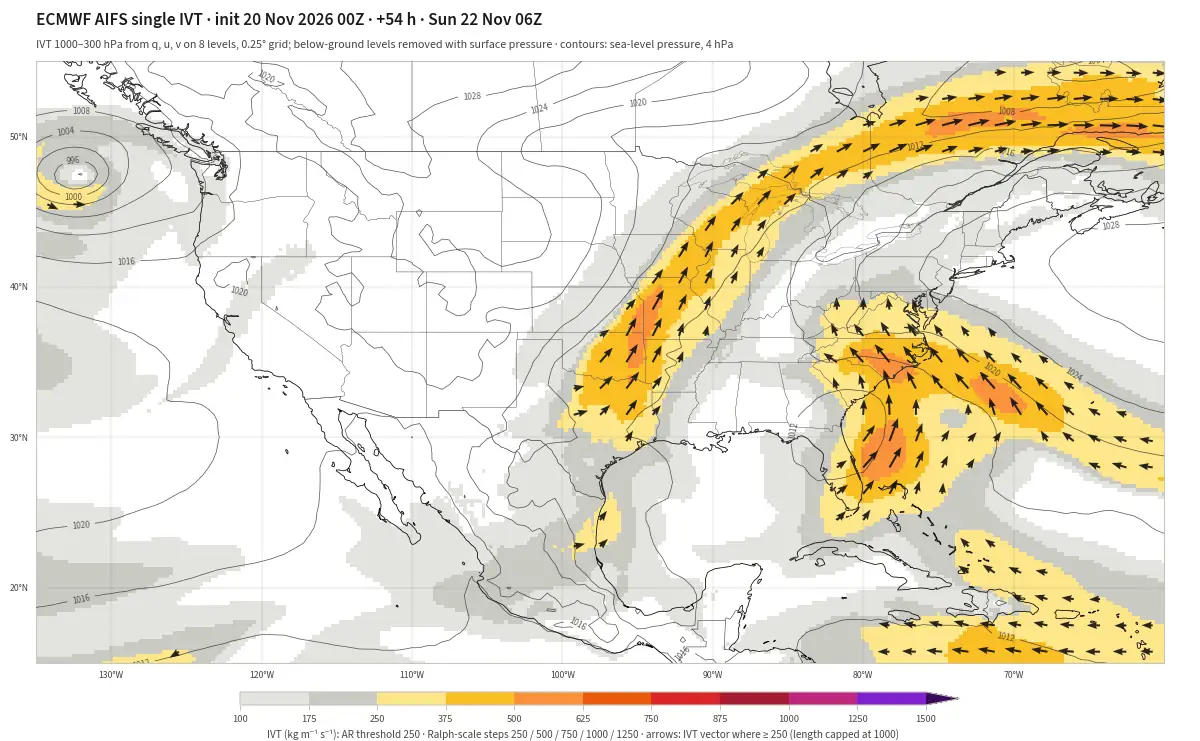 ECMWF AIFS single IVT · init 20 Nov 2026 00Z · +54 h · Sun 22 Nov 06Z
IVT 1000–300 hPa from q, u, v on 8 levels, 0.25° grid; below-ground levels removed with surface pressure · contours: sea-level pressure, 4 hPa
1020
1028
1024
1020
1008
1004
996
1000
1016
1020
1008
1012
16
1028
1020
1024
1012
1020
1016
1016
1016
1012
1012
50°N
40°N
30°N
20°N
130°W
120°W
110°W
100°W
90°W
80°W
70°W
100
175
250
375
500
625
750
875
1000
1250
1500
IVT (kg m⁻¹ s⁻¹): AR threshold 250 · Ralph-scale steps 250 / 500 / 750 / 1000 / 1250 · arrows: IVT vector where ≥ 250 (length capped at 1000)